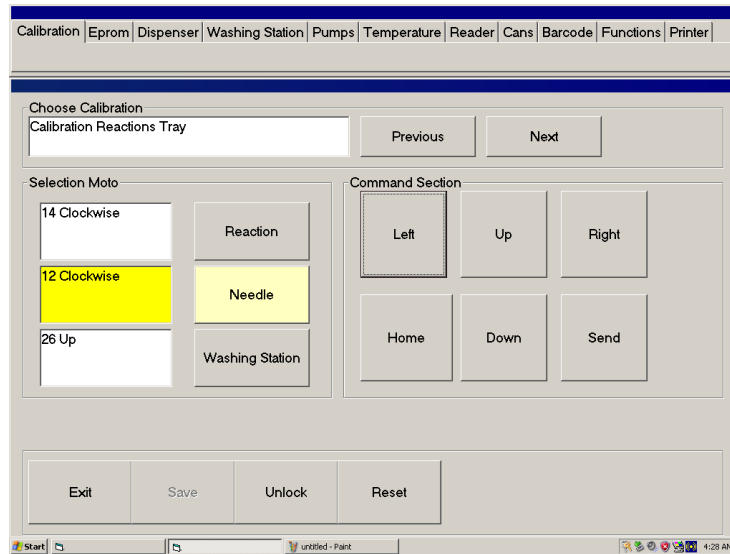 Calibration Eprom Dispenser Washing Station Pumps Temperature Reader Cans Barcode Functions Printer
Choose Calibration
Calibration Reactions Tray
Previous
Next
Selection Moto
Command Section
14 Clockwise
Reaction
Left
Up
Right
12 Clockwise
Needle
26 Up
Washing Station
Home
Down
Send
Exit
Save
Unlock
Reset
Start
untitled - Paint
4:28 AM